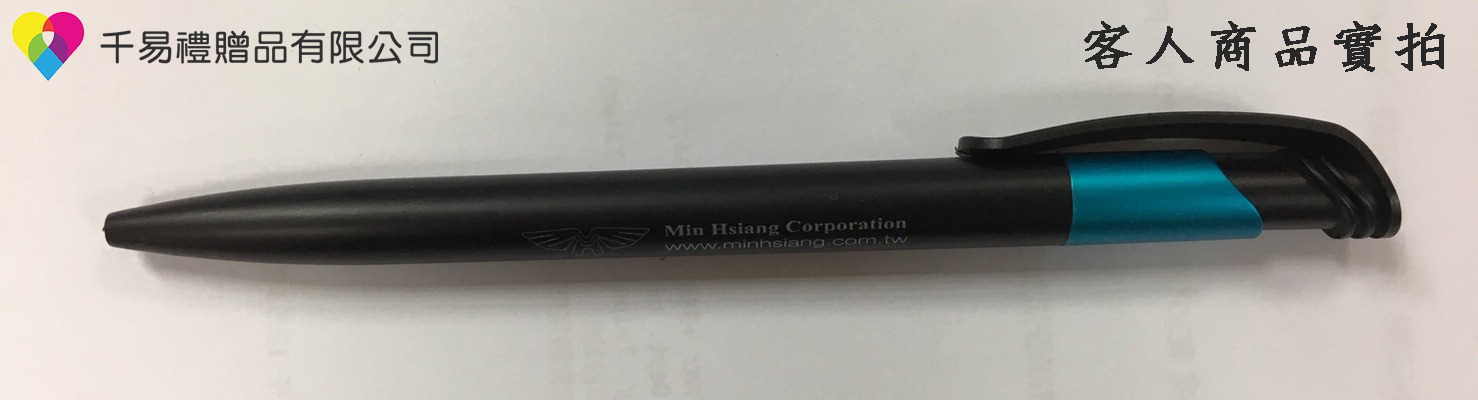 千易禮贈品有限公司
客人商品實拍
Min Hsiang Corporation
www.minhsiang.com.tw